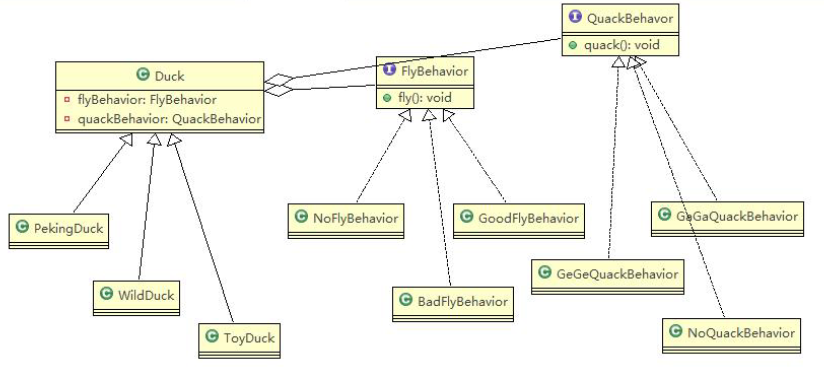 QuackBehavor
quack(): void
FlyBehavior
fly(): void
Duck
flyBehavior: FlyBehavior
quackBehavior: QuackBehavior
PekingDuck
WildDuck
ToyDuck
NoFlyBehavior
GoodFlyBehavior
BadFlyBehavior
GaGaQuackBehavior
GeGeQuackBehavior
NoQuackBehavior